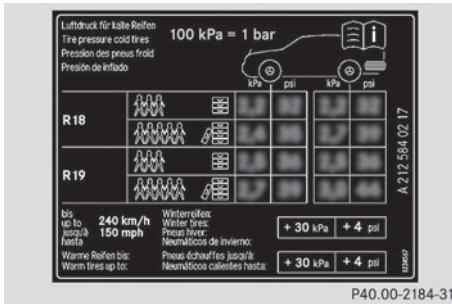 Luftdruck für kalte Reifen
Tire pressure cold tires
Pression des pneus froid
Presión de inflado
100 kPa = 1 bar
i
kPa psi kPa psi
R18
R19
A 212 584 02 17
bis
up to
jusqu'à
hasta
240 km/h
150 mph
Winterreifen:
Winter tires:
Pneus hiver:
Neumáticos de invierno:
+ 30 kPa + 4 psi
Warme Reifen bis:
Warm tires up to:
Pneus échauffes jusqu'à:
Neumáticos calientes hasta:
+ 30 kPa + 4 psi
1234567
P40.00-2184-31